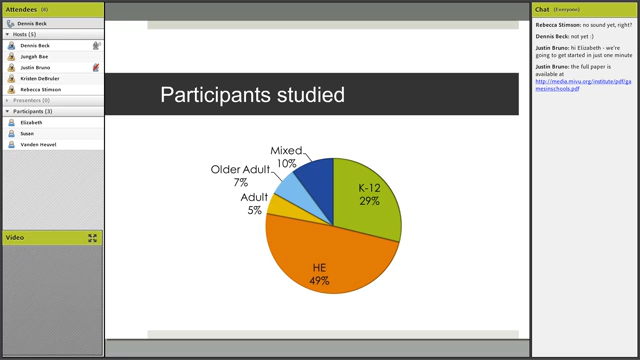 Attendees (8)
Dennis Beck
Hosts (5)
Dennis Beck
Jungah Bae
Justin Bruno
Kristen DeBruler
Rebecca Stimson
Presenters (0)
Participants (3)
Elizabeth
Susan
Vanden Heuvel
Video
Participants studied
Mixed
10%
Older Adult
7%
Adult
5%
K-12
29%
HE
49%
Chat (Everyone)
Rebecca Stimson: no sound yet, right?
Dennis Beck: not yet :)
Justin Bruno: hi Elizabeth - we're
going to get started in just one minute
Justin Bruno: the full paper is
available at
http://media.mivu.org/institute/pdf/ga
mesinschools.pdf